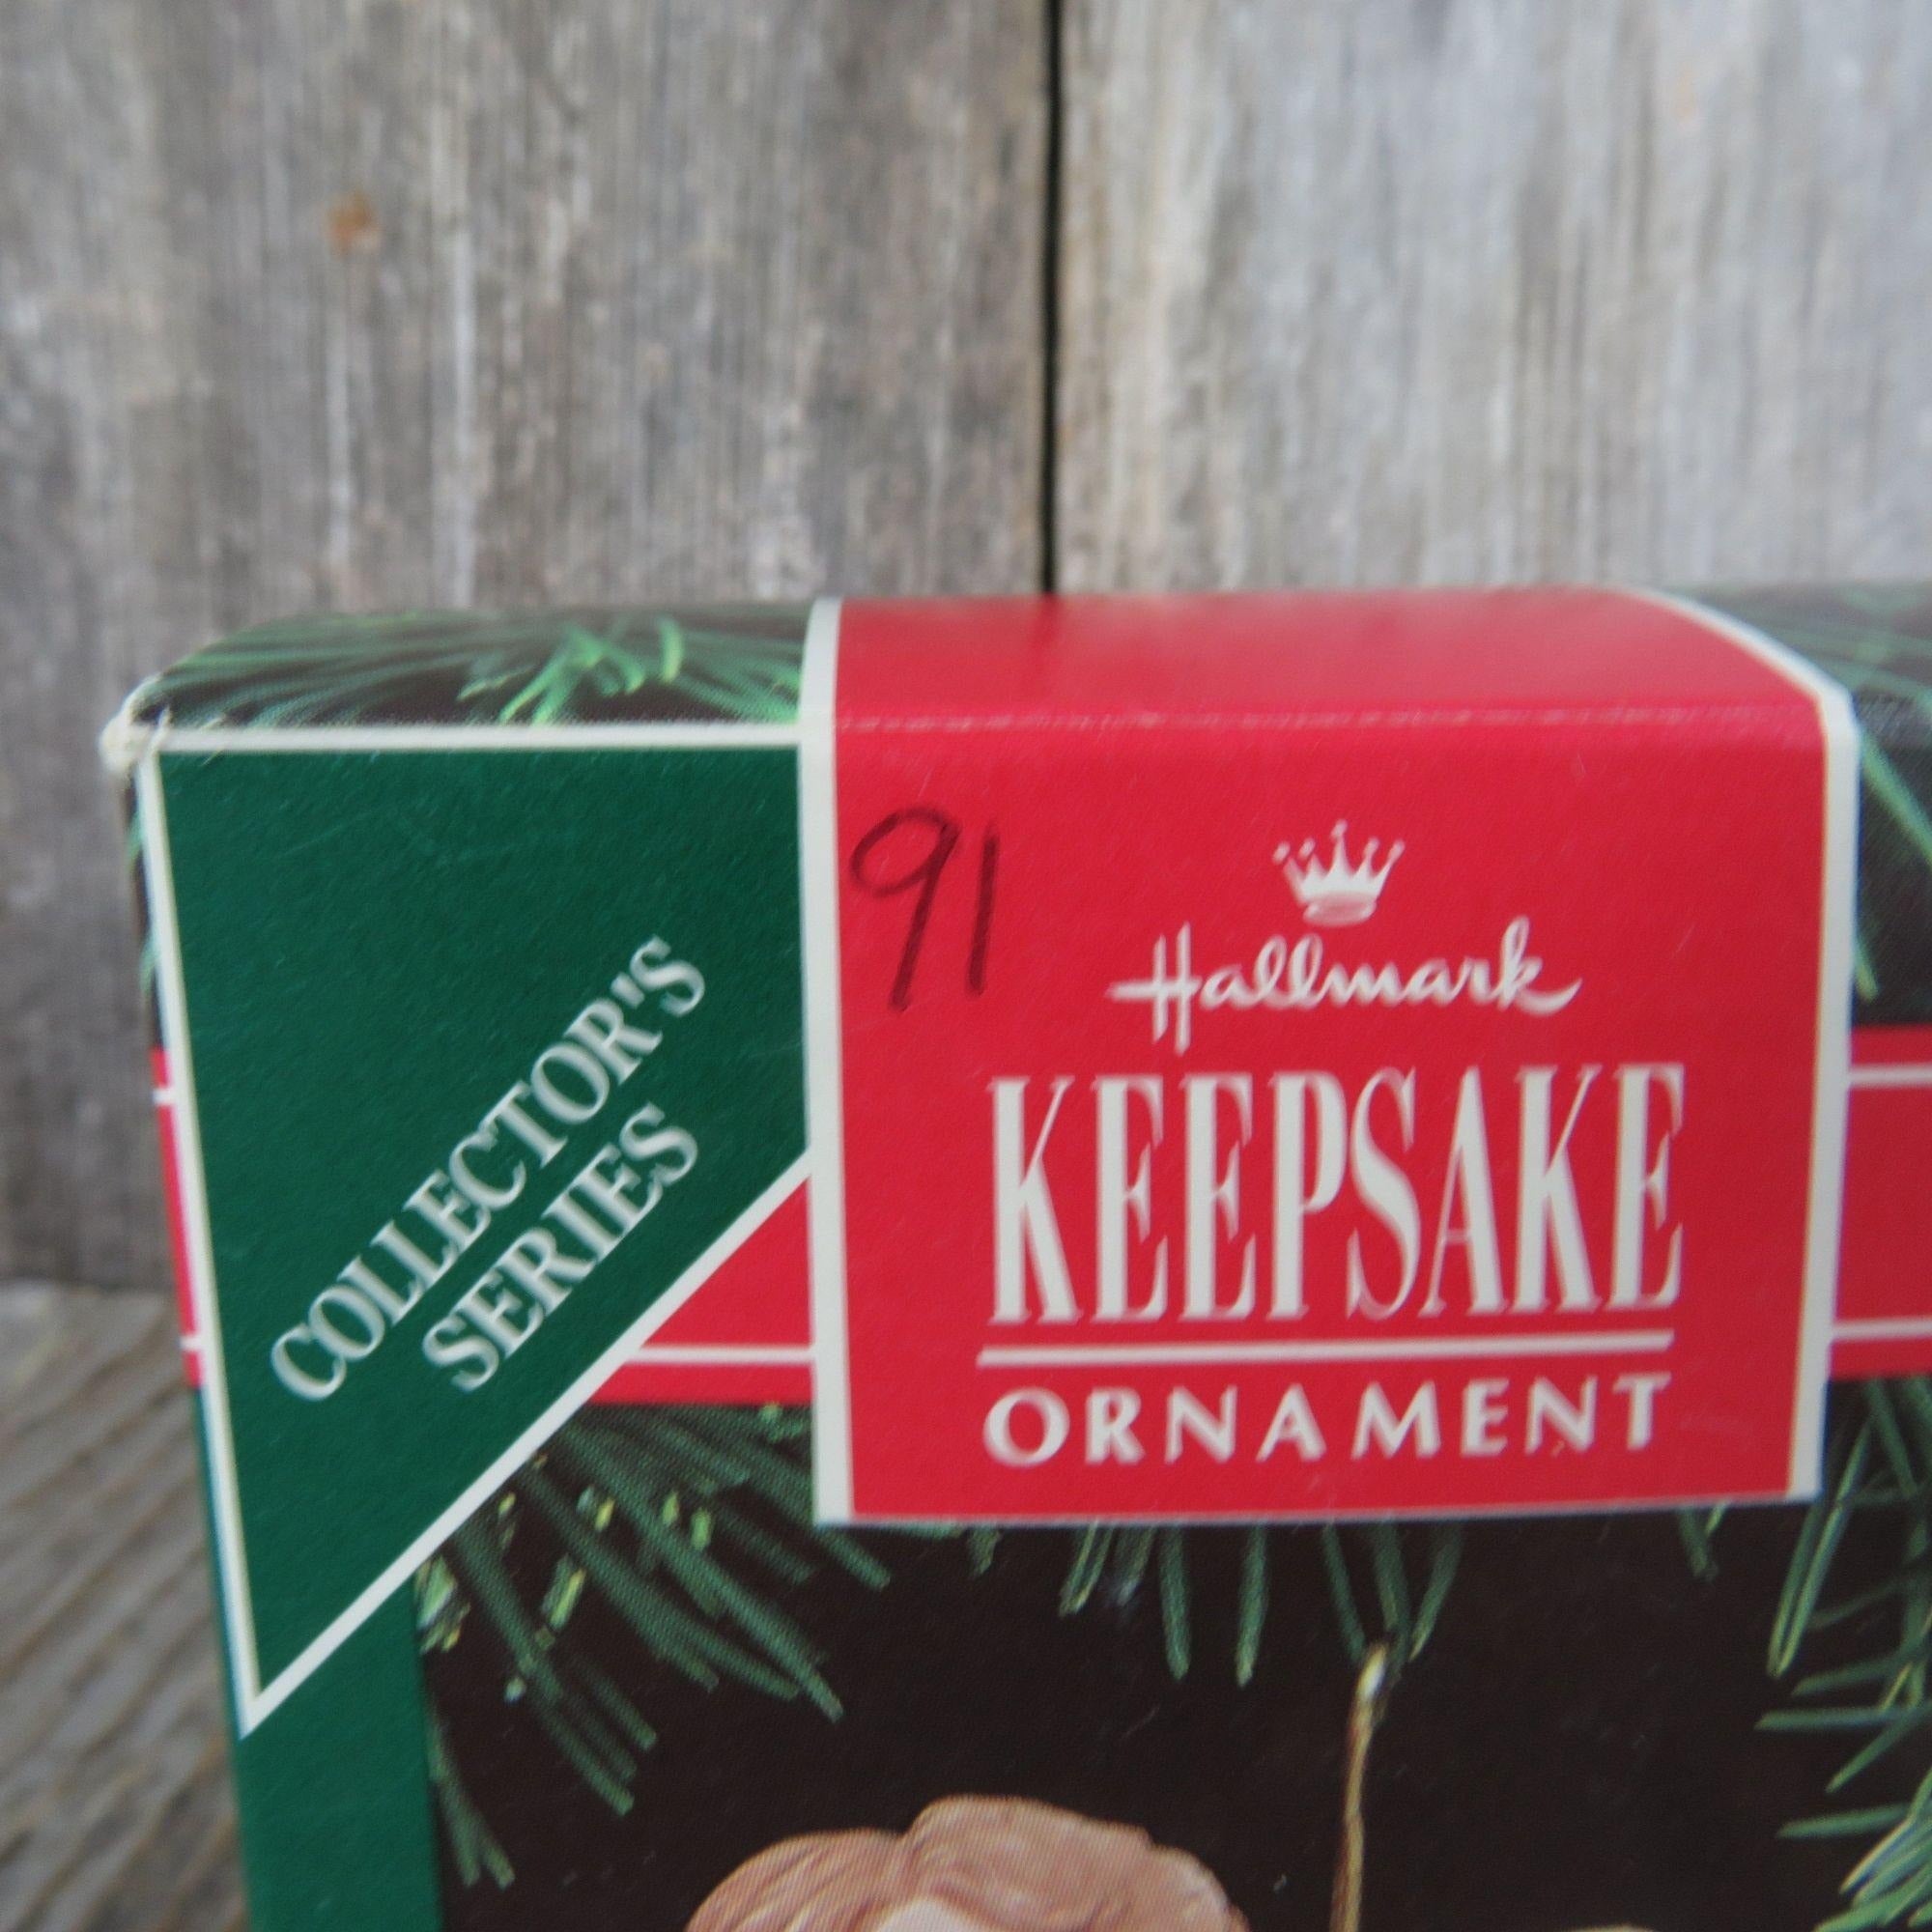 COLLECTOR'S
SERIES
91
Hallmark
KEEPSAKE
ORNAMENT